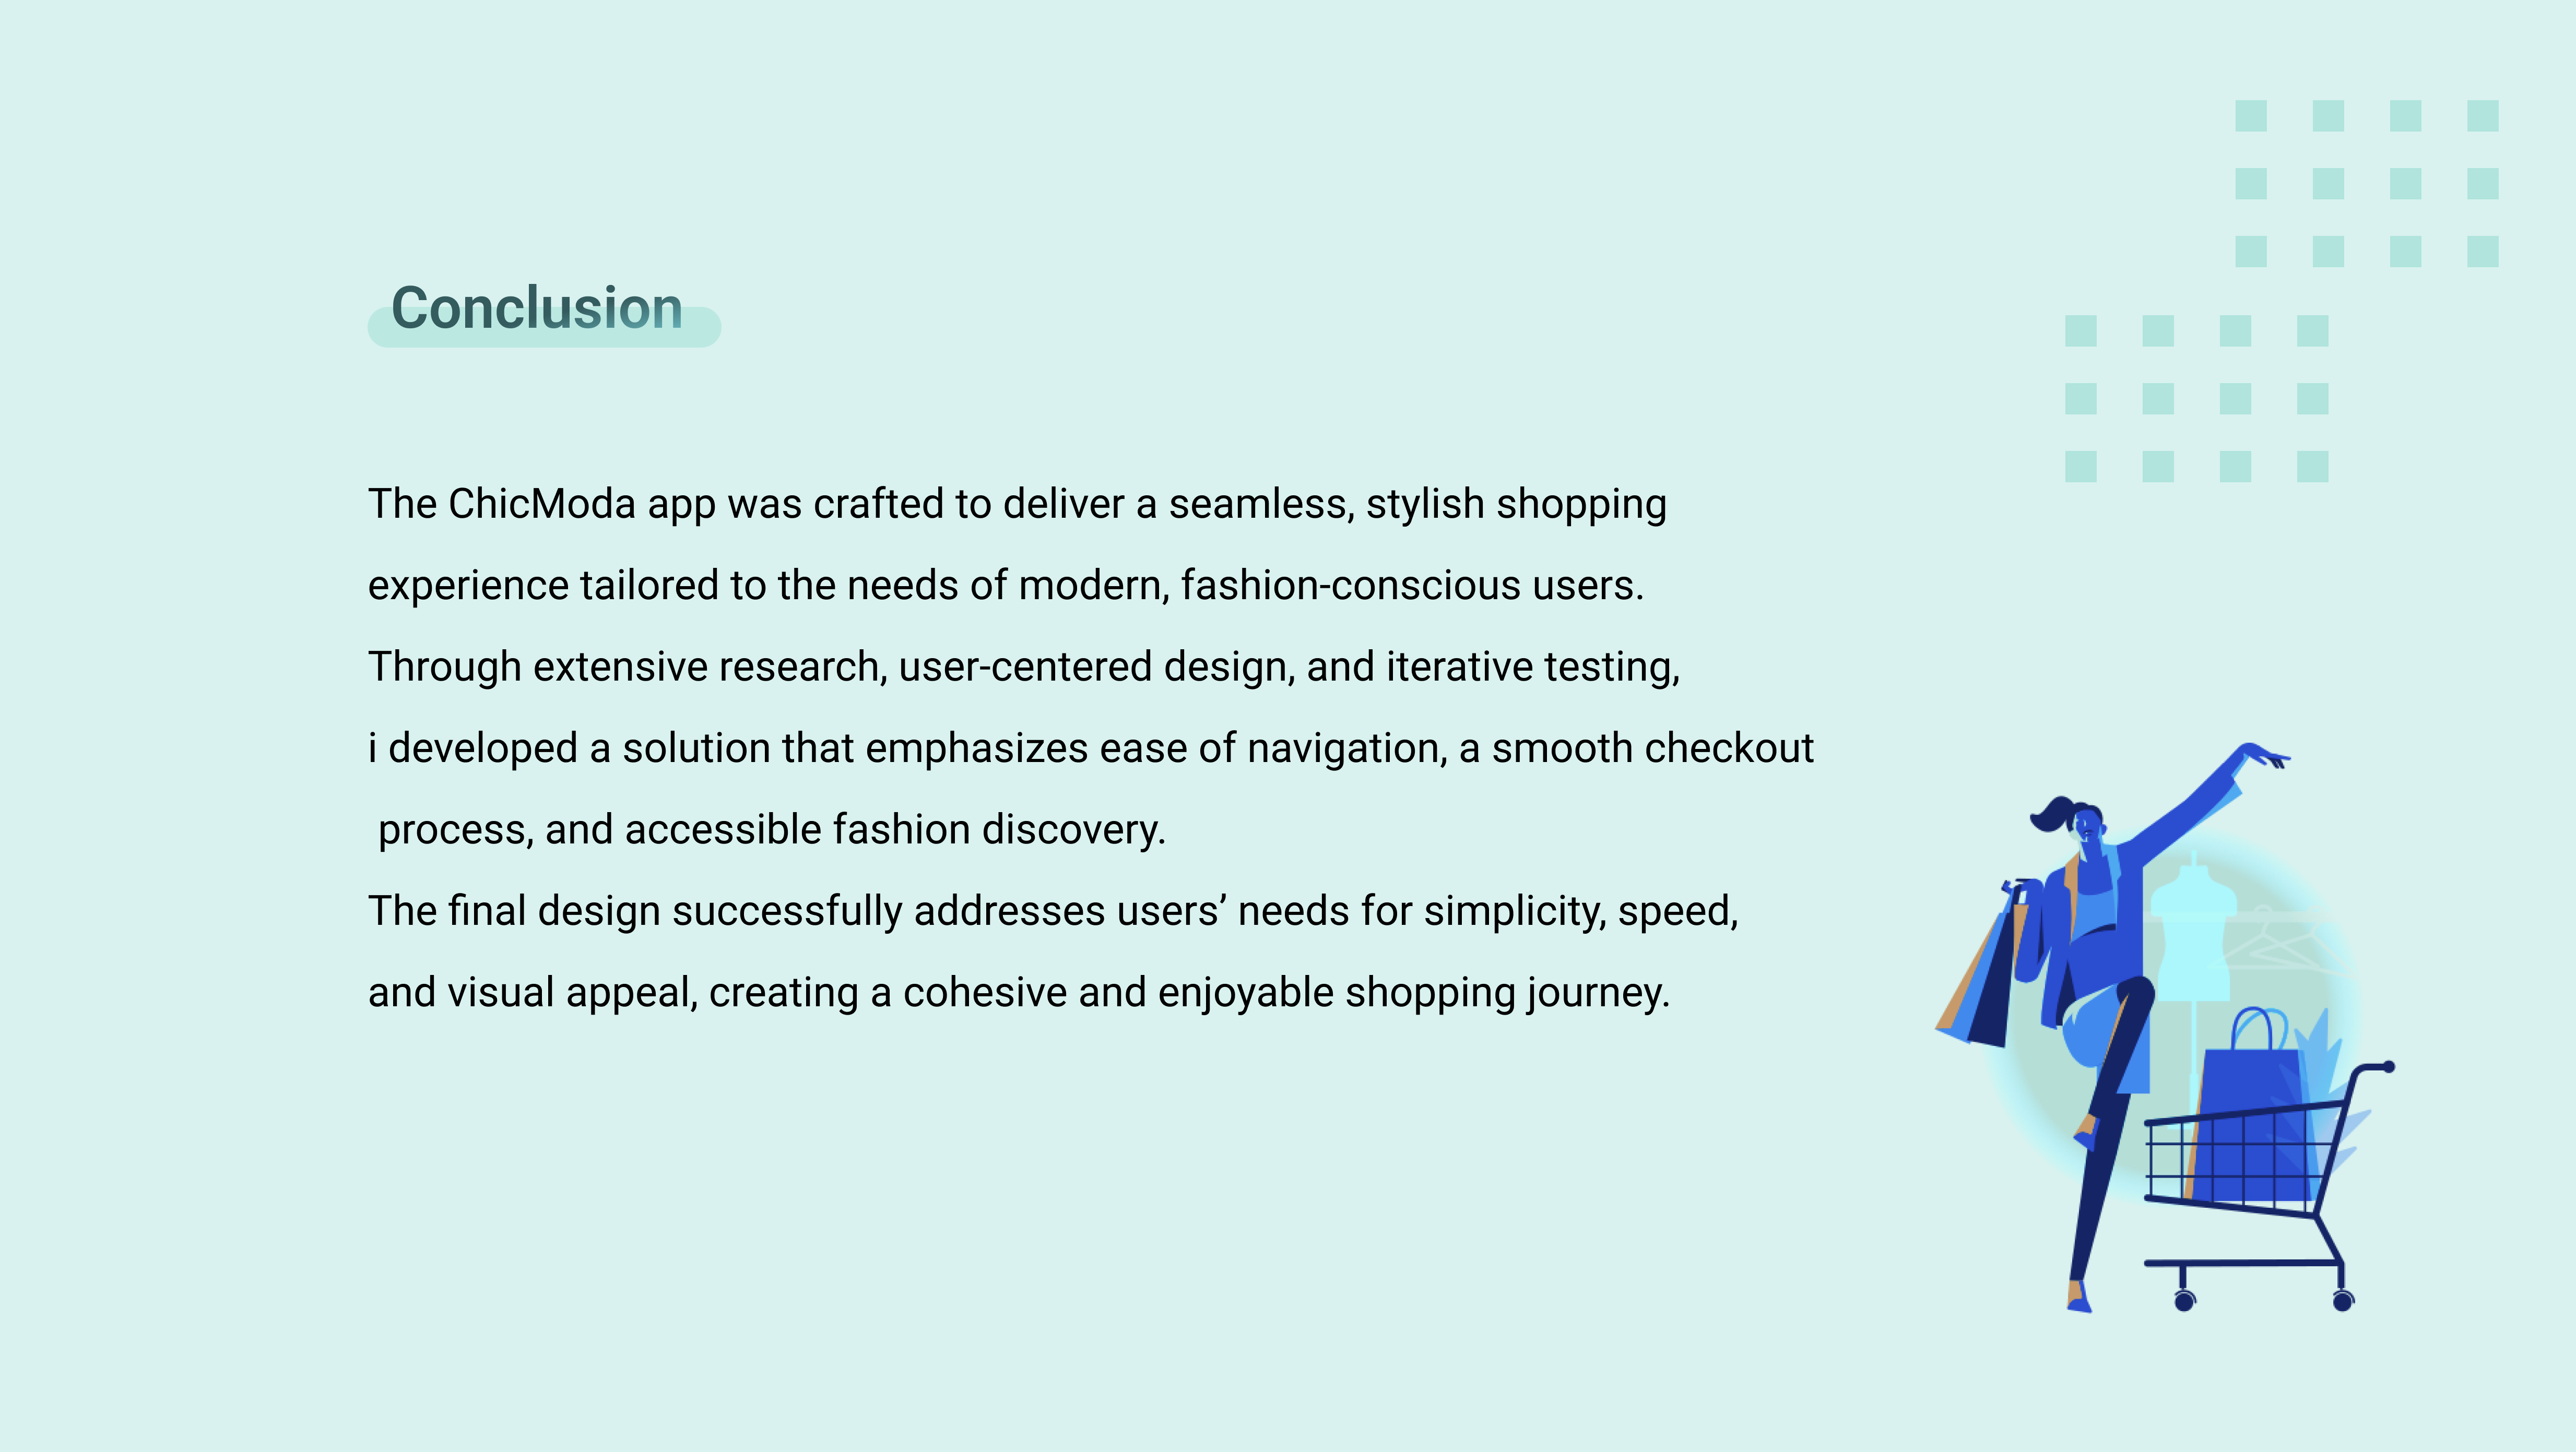 Conclusion
The ChicModa app was crafted to deliver a seamless, stylish shopping
experience tailored to the needs of modern, fashion-conscious users.
Through extensive research, user-centered design, and iterative testing,
i developed a solution that emphasizes ease of navigation, a smooth checkout
process, and accessible fashion discovery.
The final design successfully addresses users’ needs for simplicity, speed,
and visual appeal, creating a cohesive and enjoyable shopping journey.